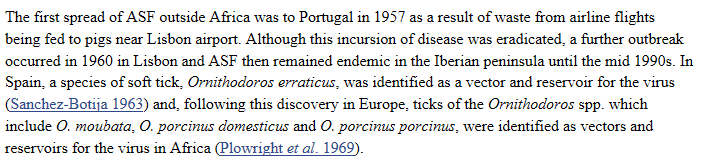 The first spread of ASF outside Africa was to Portugal in 1957 as a result of waste from airline flights
being fed to pigs near Lisbon airport. Although this incursion of disease was eradicated, a further outbreak
occurred in 1960 in Lisbon and ASF then remained endemic in the Iberian peninsula until the mid 1990s. In
Spain, a species of soft tick, Ornithodoros erraticus, was identified as a vector and reservoir for the virus
(Sanchez-Botija 1963) and, following this discovery in Europe, ticks of the Ornithodoros spp. which
include O. moubata, O. porcinus domesticus and O. porcinus porcinus, were identified as vectors and
reservoirs for the virus in Africa (Plowright et al. 1969).